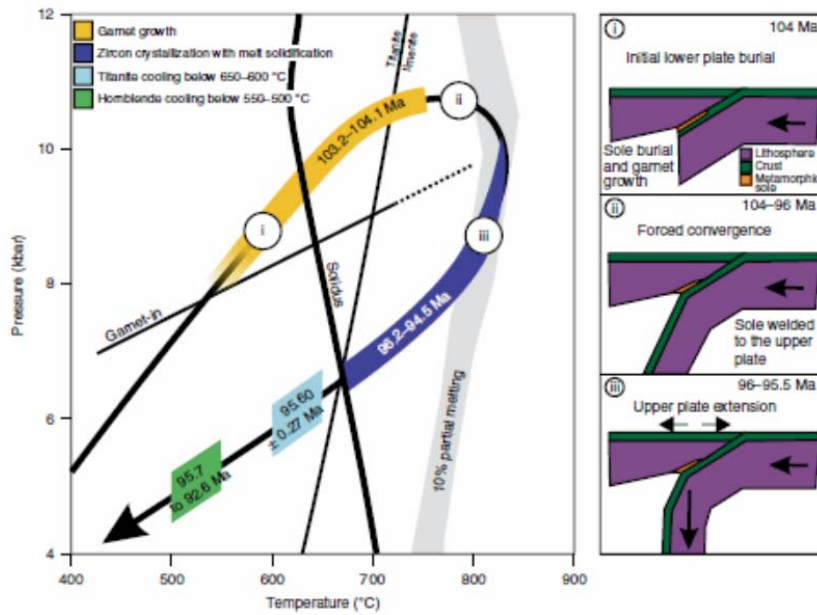 12
10
8
6
4
Pressure (kbar)
400
500
600
700
800
900
Temperature (°C)
Garnet growth
Zircon crystallization with melt solidification
Titanite cooling below 650–600 °C
Hornblende cooling below 550–500 °C
Titanite
Ilmenite
103.2–104.1 Ma
ii
i
iii
Garnet-in
Solidus
96.2–94.5 Ma
95.60
± 0.27 Ma
95.7
to 92.6 Ma
10% partial melting
i
104 Ma
Initial lower plate burial
Sole burial
and garnet
growth
Lithosphere
Crust
Metamorphic
sole
ii
104–96 Ma
Forced convergence
Sole welded
to the upper
plate
iii
96–95.5 Ma
Upper plate extension